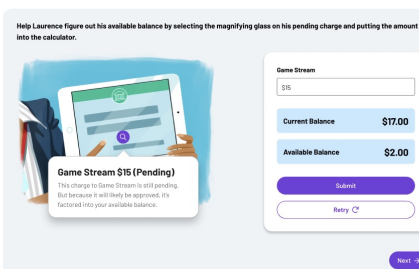 Help Laurence figure out his available balance by selecting the magnifying glass on his pending charge and putting the amount
into the calculator.
Game Stream $15 (Pending)
This charge to Game Stream is still pending.
But because it will likely be approved, it's
factored into your available balance.
Game Stream
$15
Current Balance $17.00
Available Balance $2.00
Submit
Retry
Next